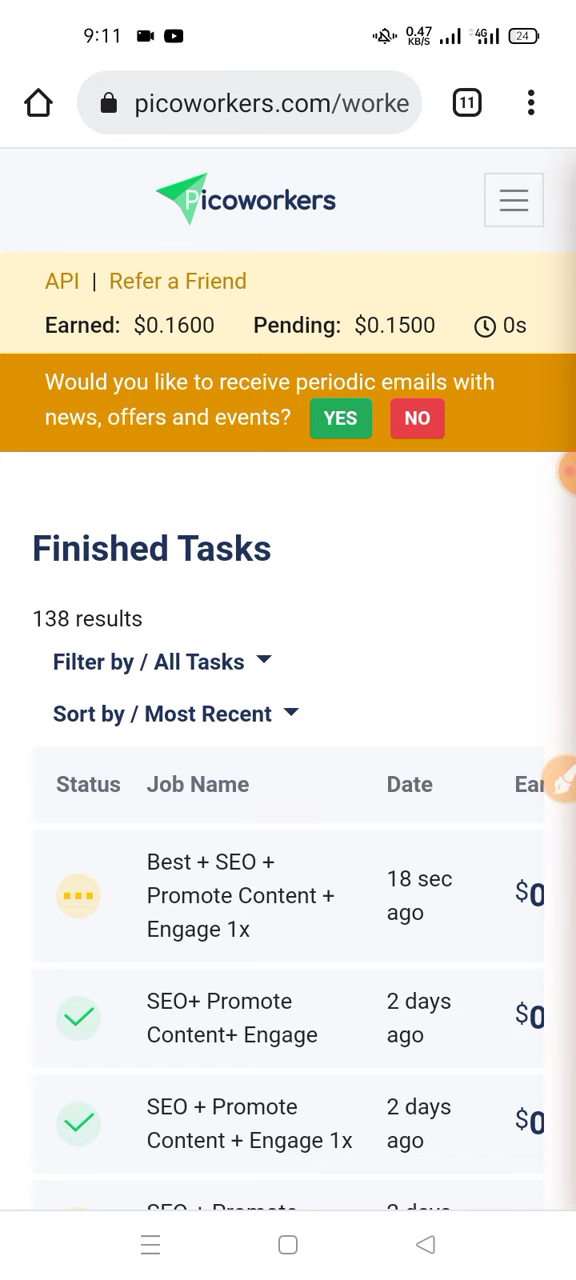 9:11 0.47 KB/S 4G 24
picoworkers.com/worke 11
Picoworkers
API | Refer a Friend
Earned: $0.1600 Pending: $0.1500 0s
Would you like to receive periodic emails with
news, offers and events? YES NO
Finished Tasks
138 results
Filter by / All Tasks
Sort by / Most Recent
Status Job Name Date Ear
Best + SEO +
Promote Content +
Engage 1x
18 sec
ago
$0
SEO+ Promote
Content+ Engage
2 days
ago
$0
SEO + Promote
Content + Engage 1x
2 days
ago
$0
SEO + Promote